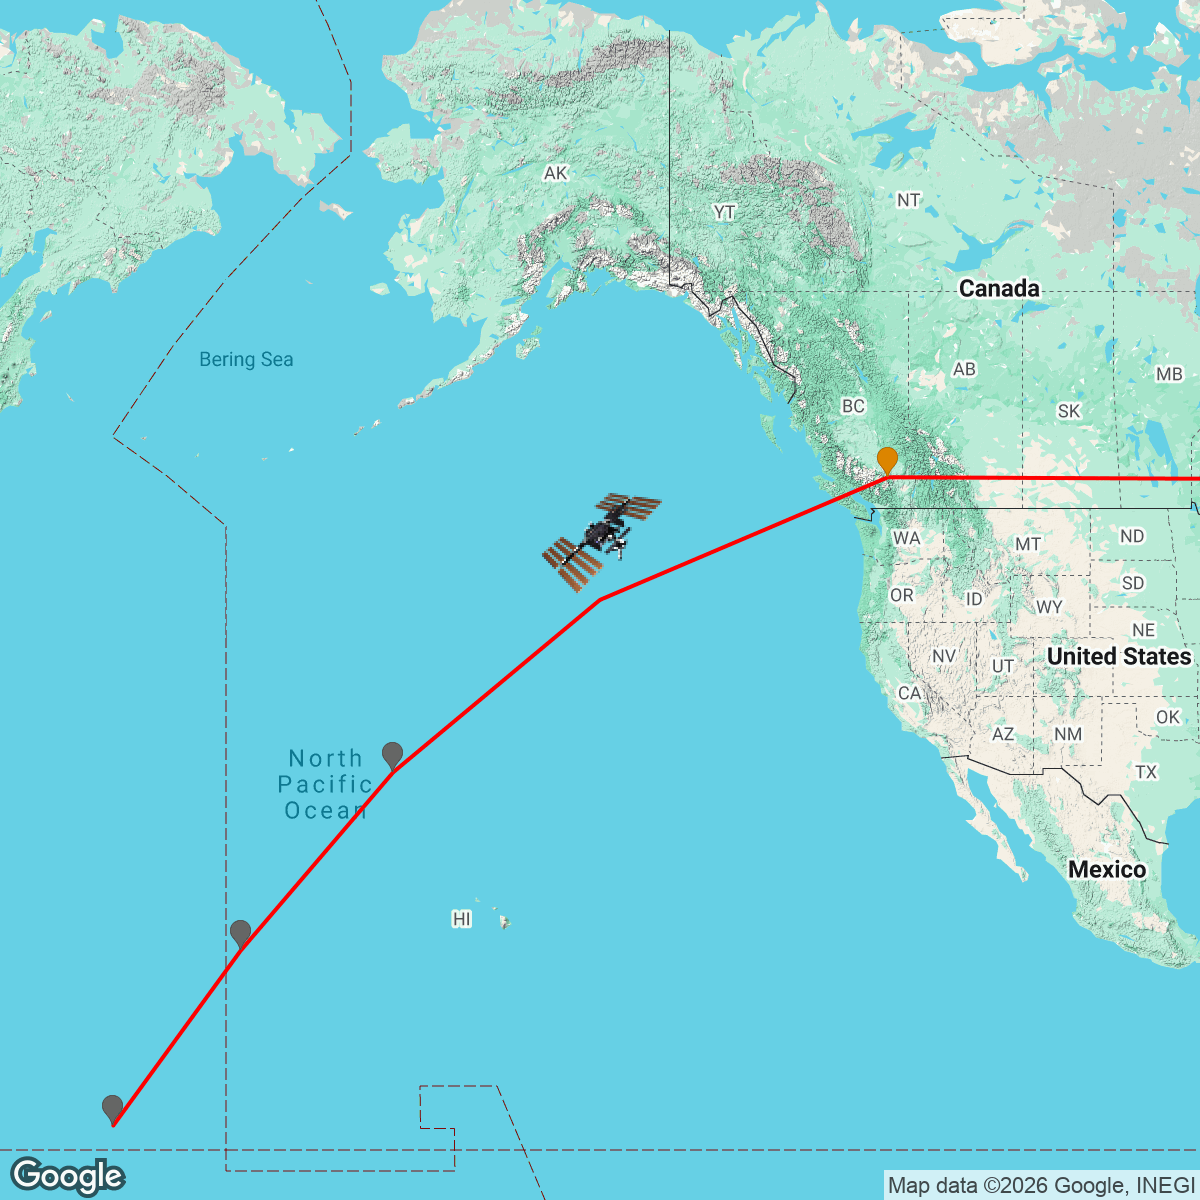 AK
YT
NT
Canada
Bering Sea
AB
MB
BC
SK
WA
MT
ND
OR
ID
WY
SD
NE
NV
UT
United States
CA
OK
AZ
NM
TX
North
Pacific
Ocean
Mexico
HI
Google
Map data ©2026 Google, INEGI